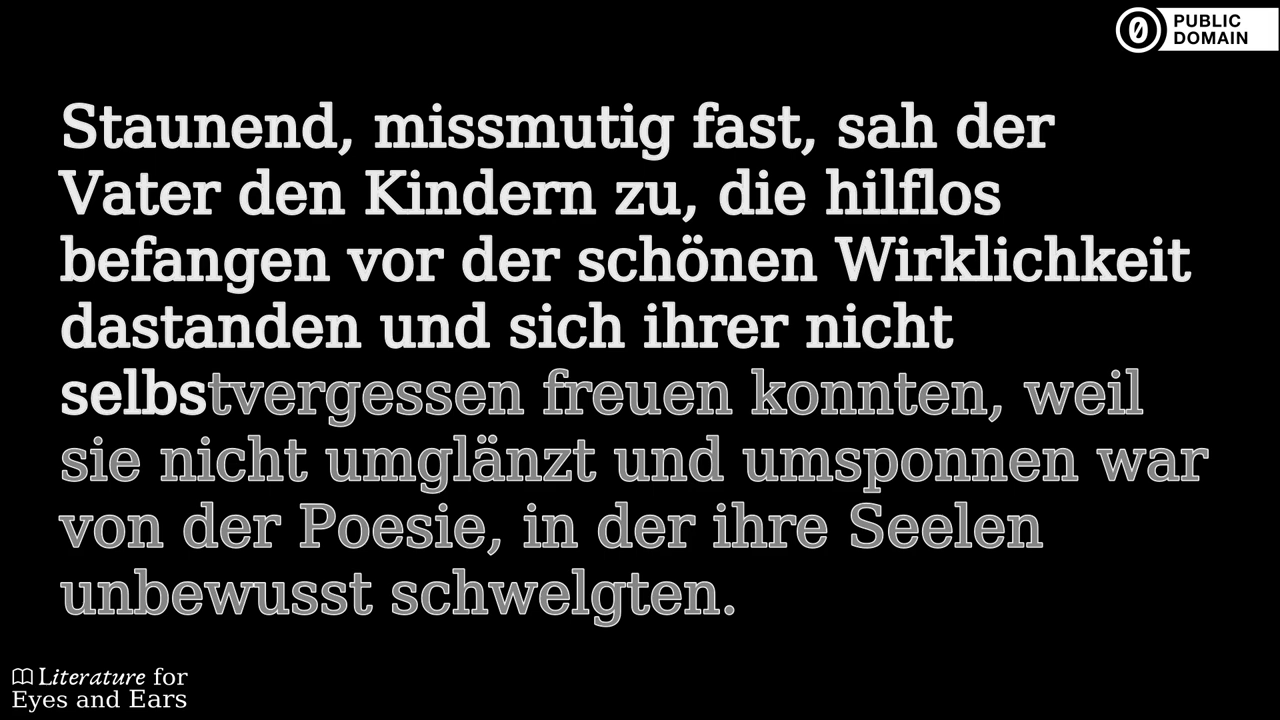 PUBLIC
DOMAIN
Staunend, missmutig fast, sah der
Vater den Kindern zu, die hilflos
befangen vor der schönen Wirklichkeit
dastanden und sich ihrer nicht
selbstvergessen freuen konnten, weil
sie nicht umglänzt und umsponnen war
von der Poesie, in der ihre Seelen
unbewusst schwelgten.
Literature for
Eyes and Ears